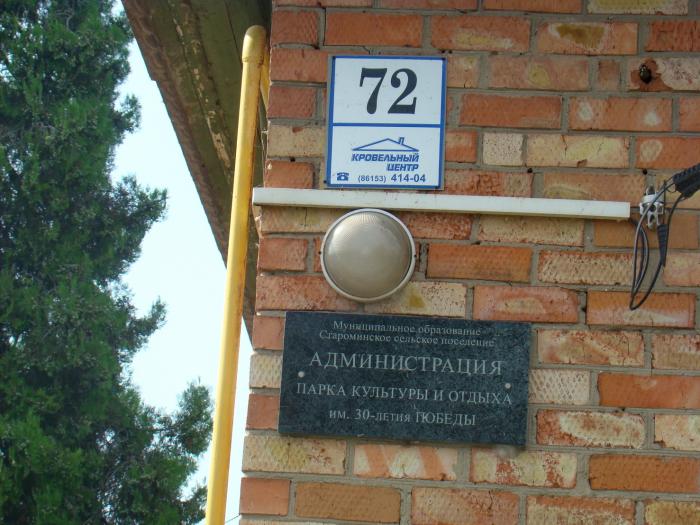 72
КРОВЕЛЬНЫЙ
ЦЕНТР
(86153) 414-04
Муниципальное образование
Староминское сельское поселение
АДМИНИСТРАЦИЯ
ПАРКА КУЛЬТУРЫ И ОТДЫХА
им. 30-летия ПОБЕДЫ